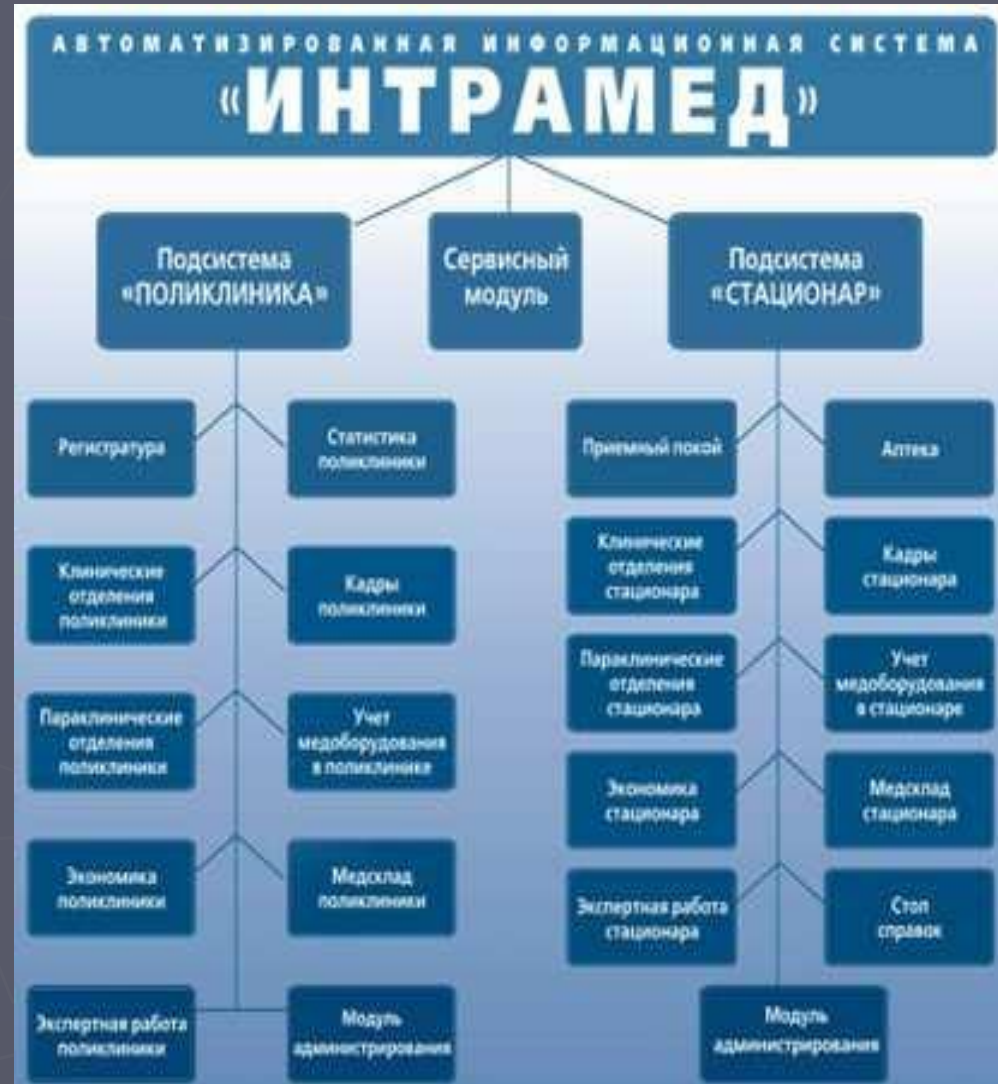 АВТОМАТИЗИРОВАННАЯ ИНФОРМАЦИОННАЯ СИСТЕМА
«ИНТРАМЕД»
Подсистема
«ПОЛИКЛИНИКА»
Сервисный
модуль
Подсистема
«СТАЦИОНАР»
Регистратура
Статистика
поликлиники
Клинические
отделения
поликлиники
Кадры
поликлиники
Параклинические
отделения
поликлиники
Учет
медоборудования
в поликлинике
Экономика
поликлиники
Медсклад
поликлиники
Экспертная работа
поликлиники
Модуль
администрирования
Приемный покой
Аптека
Клинические
отделения
стационара
Кадры
стационара
Параклинические
отделения
стационара
Учет
медоборудования
в стационаре
Экономика
стационара
Медсклад
стационара
Экспертная работа
стационара
Стол
справок
Модуль
администрирования